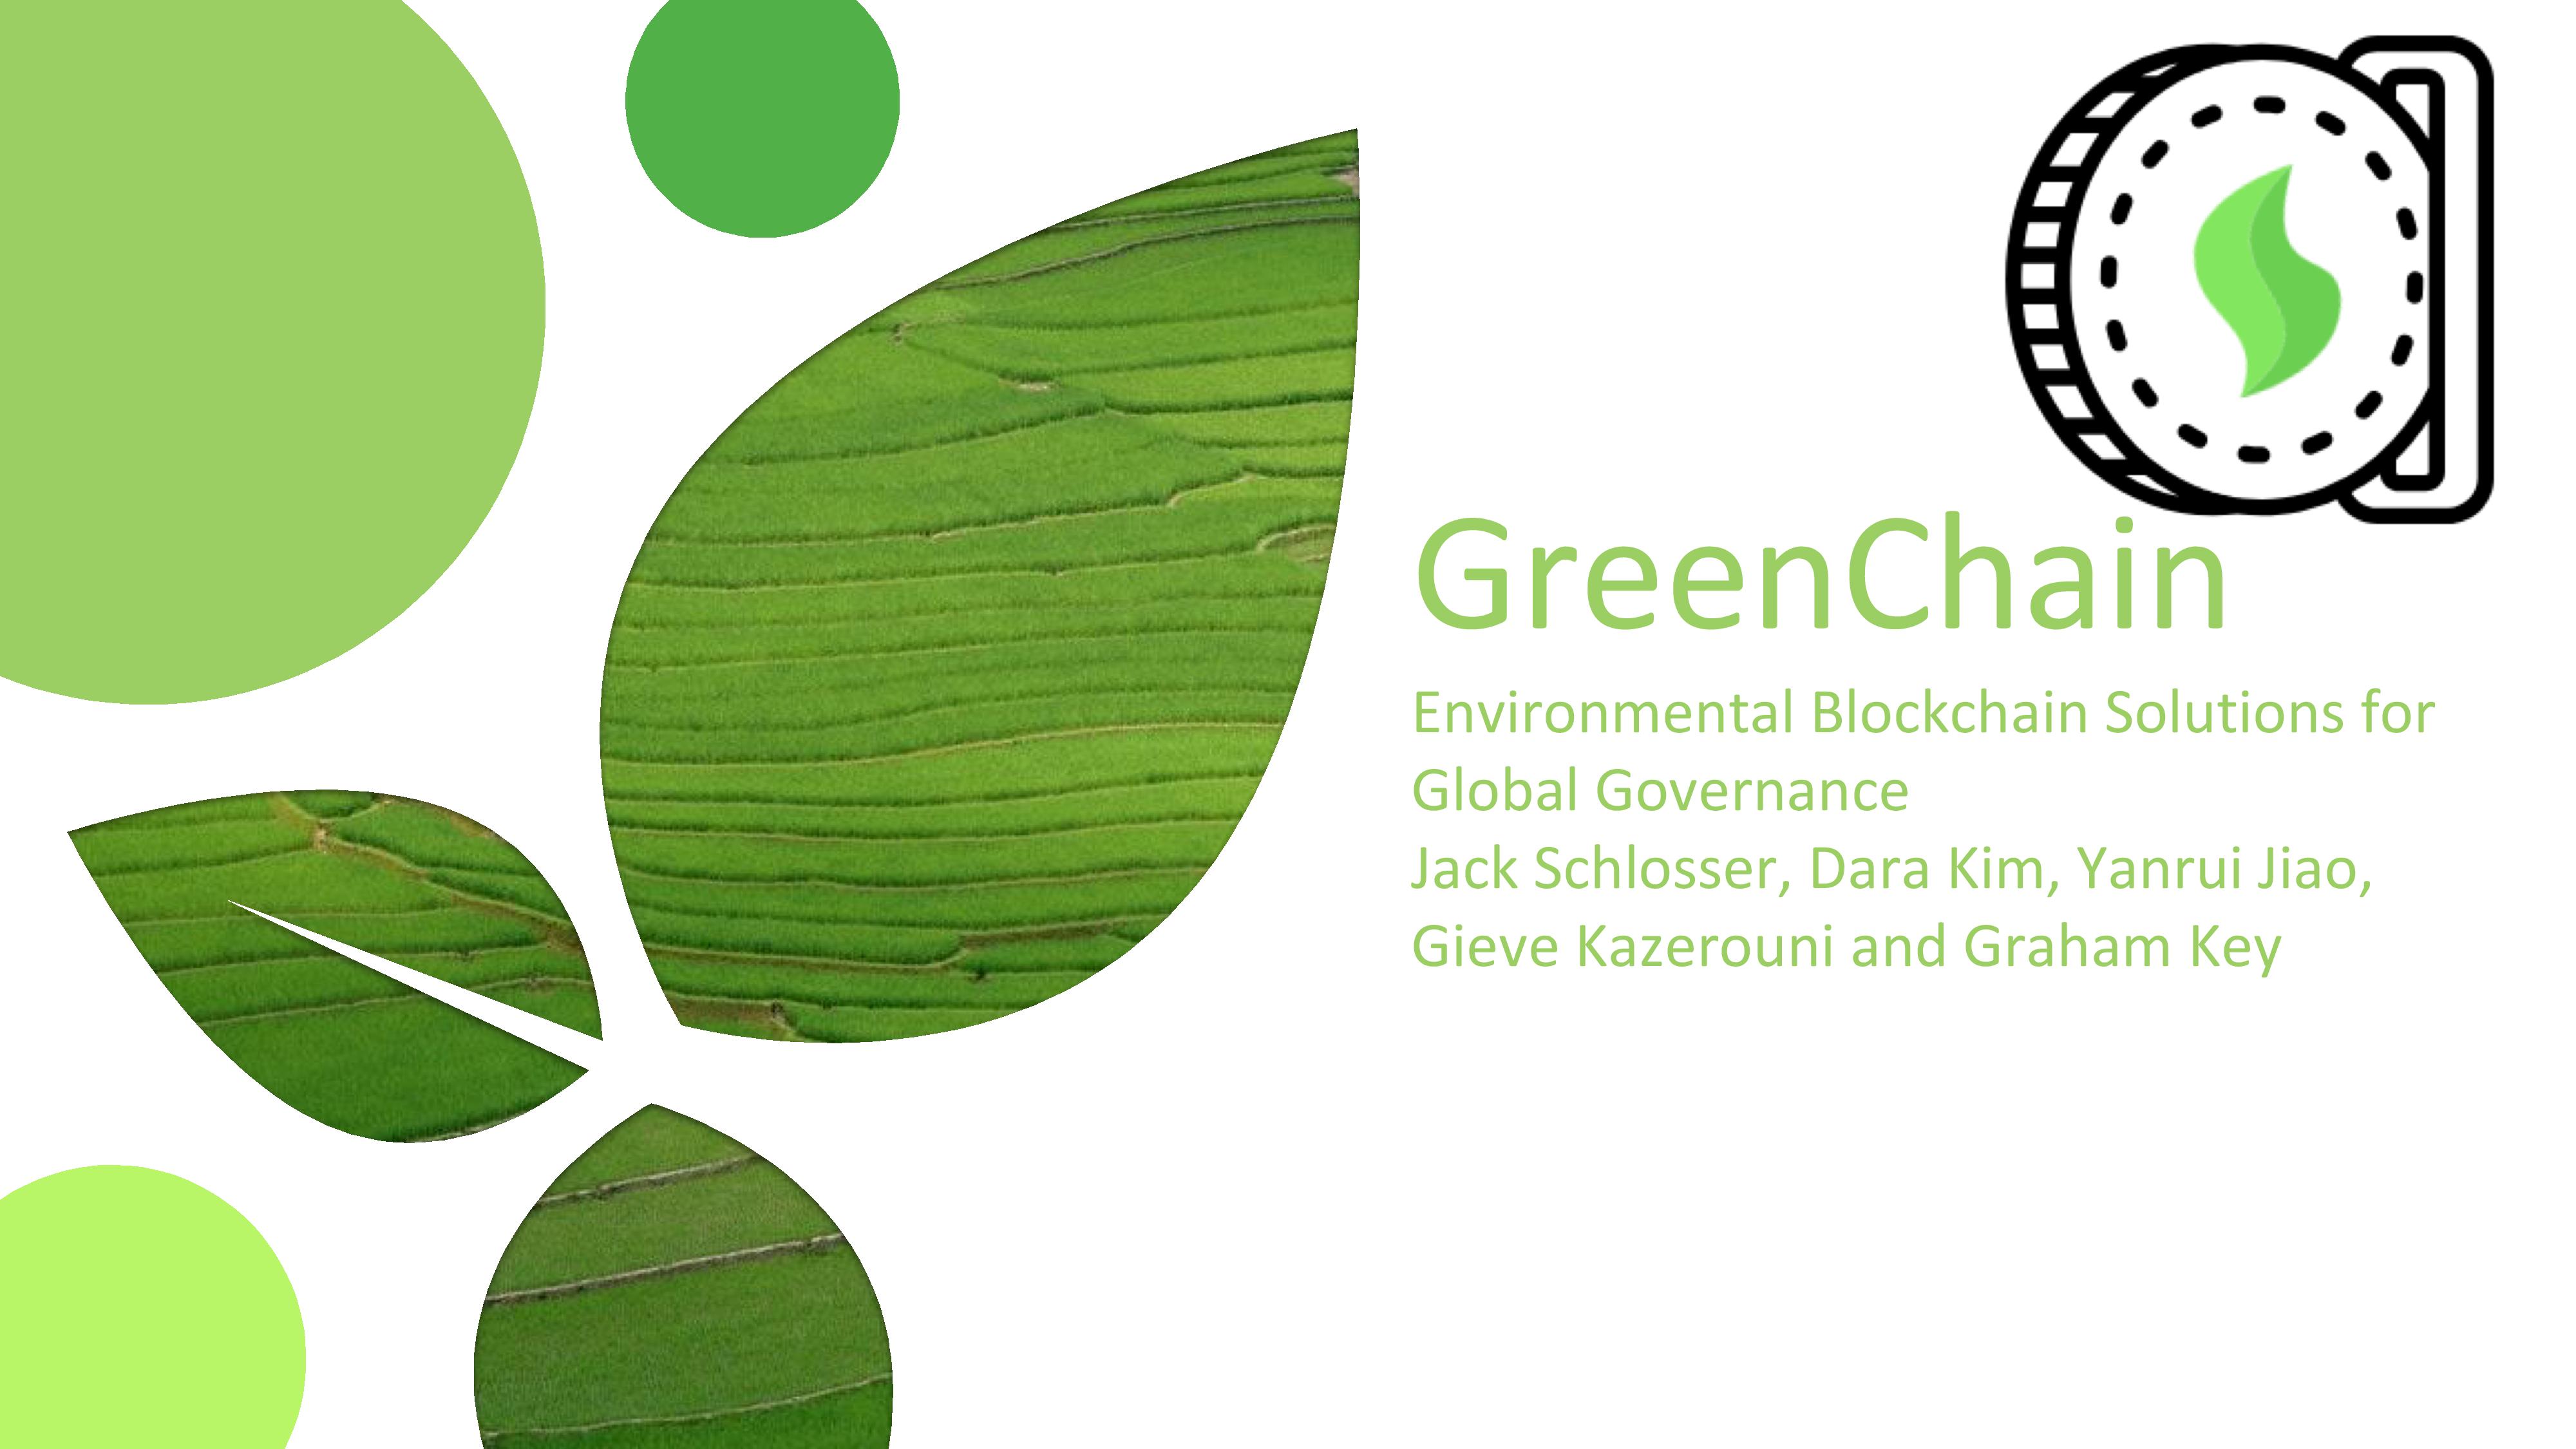 GreenChain
Environmental Blockchain Solutions for
Global Governance
Jack Schlosser, Dara Kim, Yanrui Jiao,
Gieve Kazerouni and Graham Key